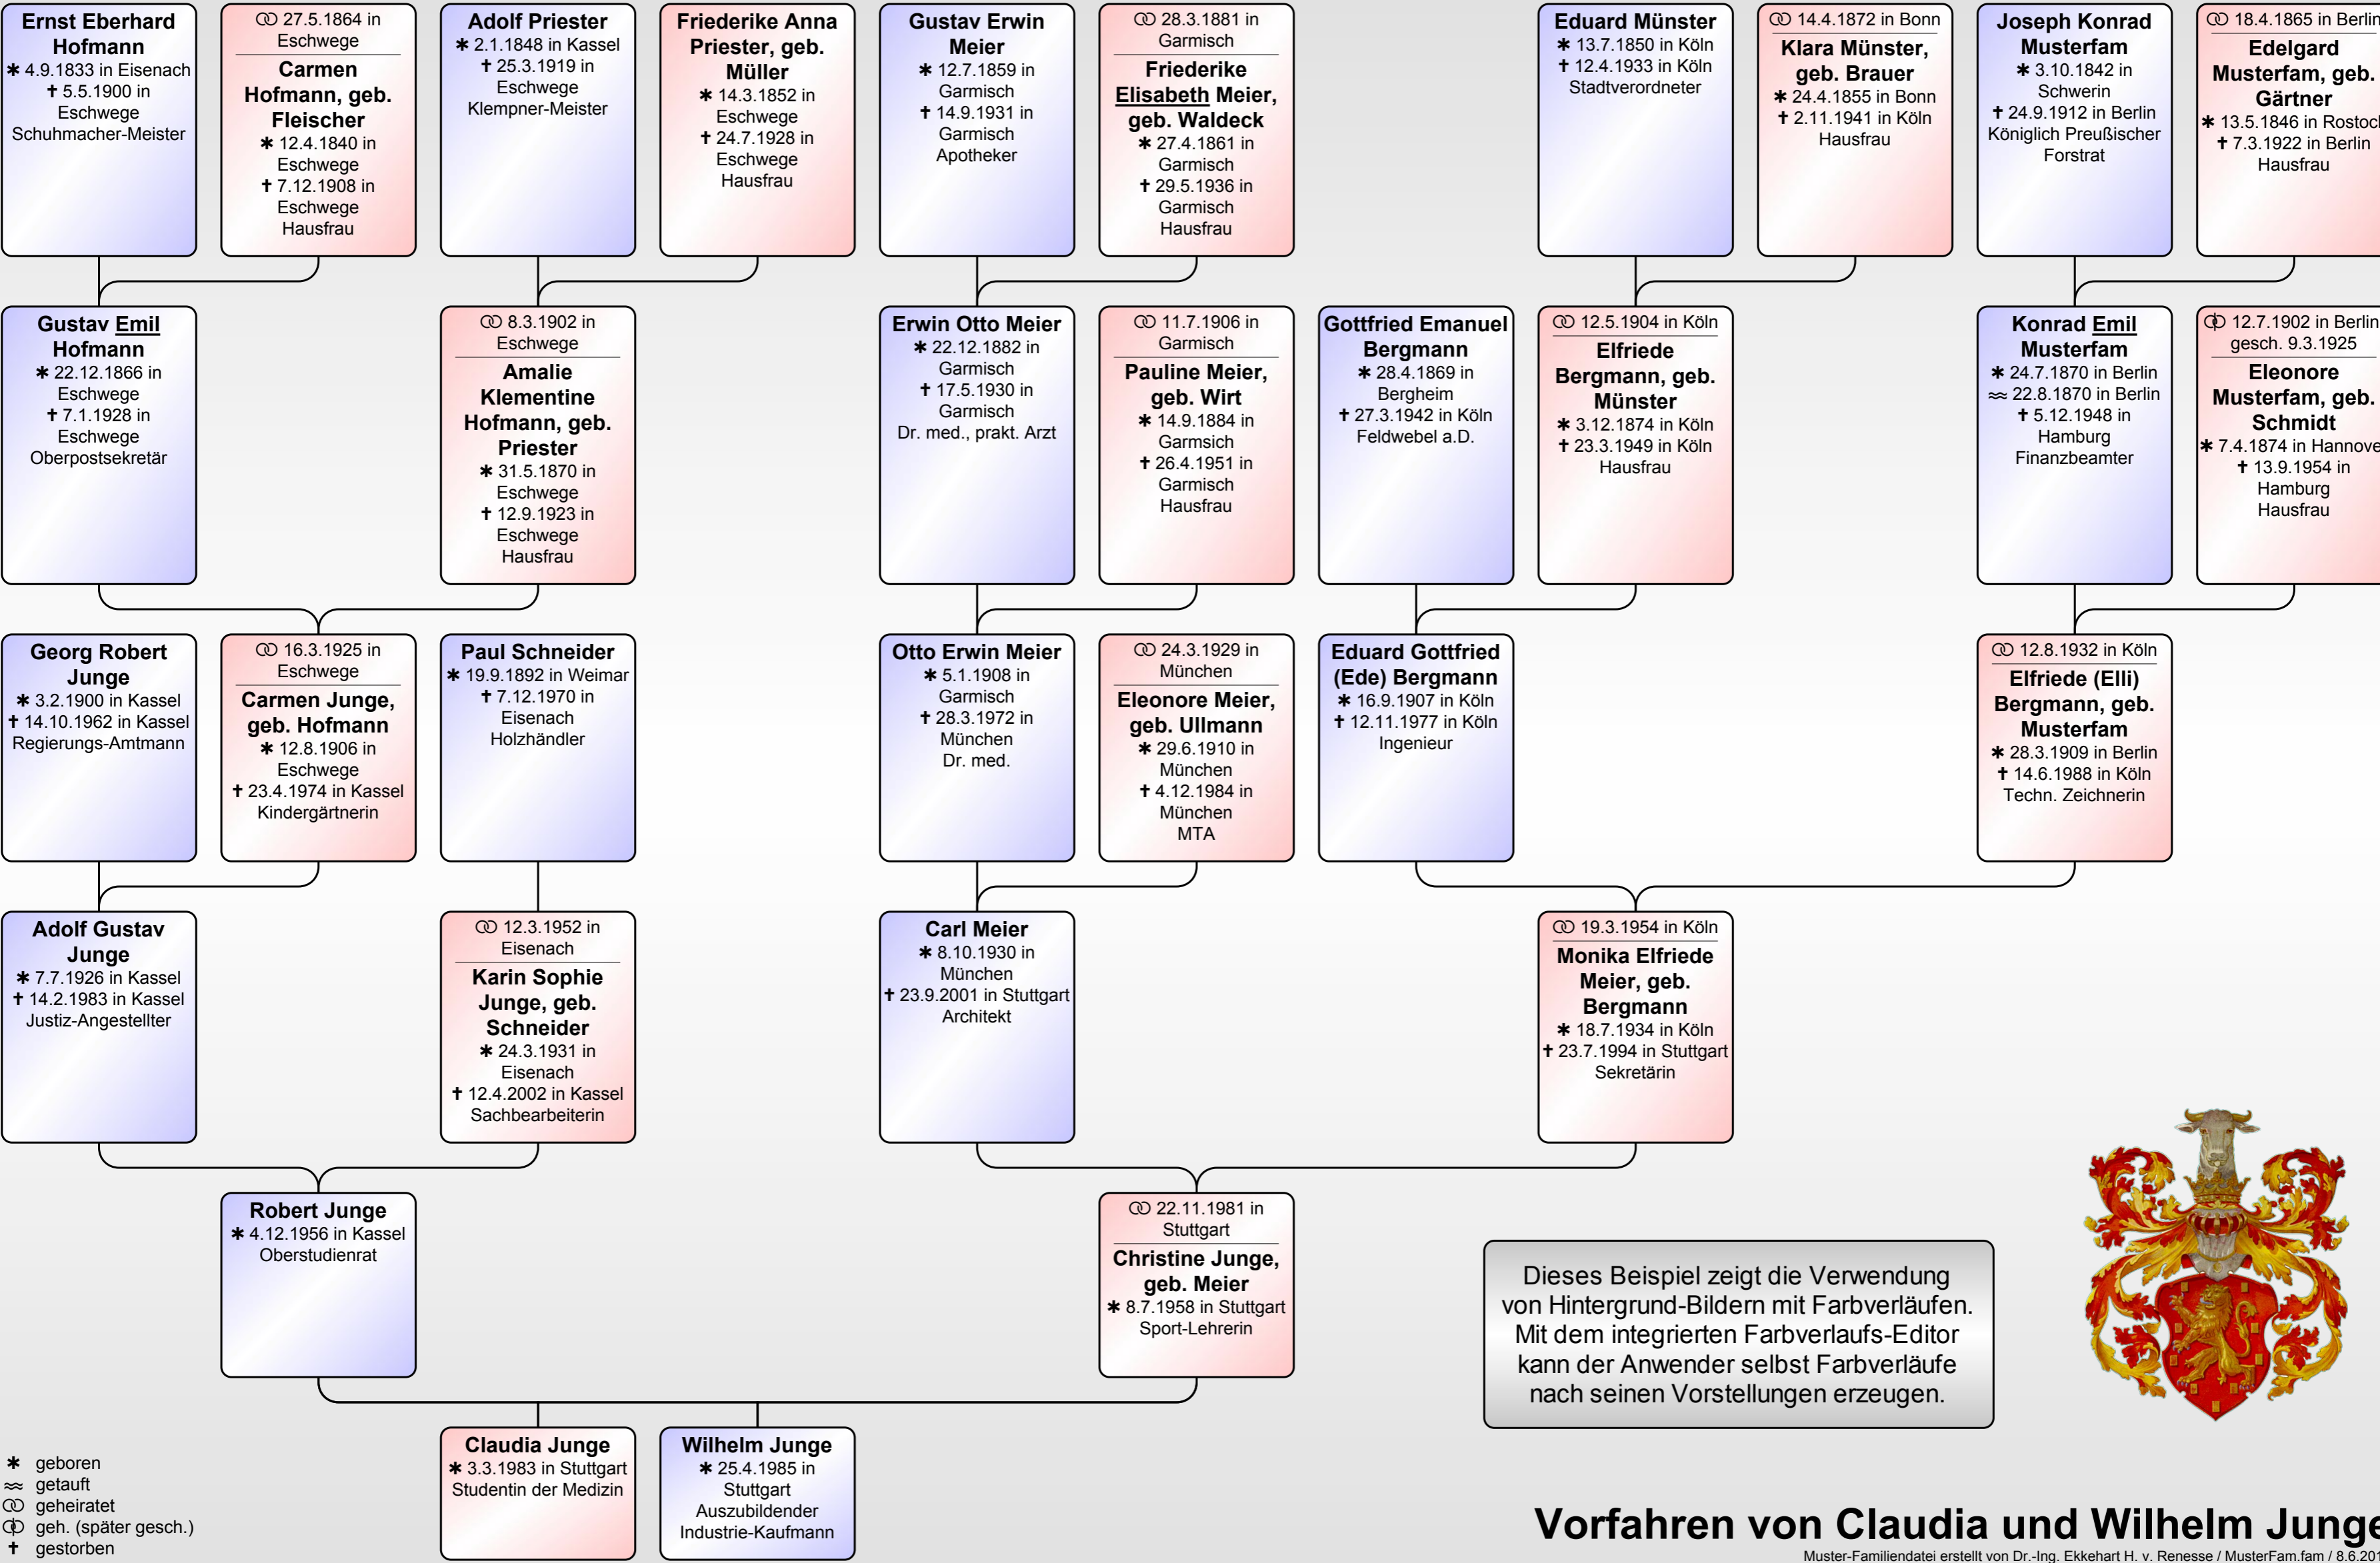 Ernst Eberhard
Hofmann
✱ 4.9.1833 in Eisenach
✝ 5.5.1900 in
Eschwege
Schuhmacher-Meister
⚭ 27.5.1864 in
Eschwege
Carmen
Hofmann, geb.
Fleischer
✱ 12.4.1840 in
Eschwege
✝ 7.12.1908 in
Eschwege
Hausfrau
Adolf Priester
✱ 2.1.1848 in Kassel
✝ 25.3.1919 in
Eschwege
Klempner-Meister
Friederike Anna
Priester, geb.
Müller
✱ 14.3.1852 in
Eschwege
✝ 24.7.1928 in
Eschwege
Hausfrau
Gustav Erwin
Meier
✱ 12.7.1859 in
Garmisch
✝ 14.9.1931 in
Garmisch
Apotheker
⚭ 28.3.1881 in
Garmisch
Friederike
Elisabeth Meier,
geb. Waldeck
✱ 27.4.1861 in
Garmisch
✝ 29.5.1936 in
Garmisch
Hausfrau
Eduard Münster
✱ 13.7.1850 in Köln
✝ 12.4.1933 in Köln
Stadtverordneter
⚭ 14.4.1872 in Bonn
Klara Münster,
geb. Brauer
✱ 24.4.1855 in Bonn
✝ 2.11.1941 in Köln
Hausfrau
Joseph Konrad
Musterfam
✱ 3.10.1842 in
Schwerin
✝ 24.9.1912 in Berlin
Königlich Preußischer
Forstrat
⚭ 18.4.1865 in Berlin
Edelgard
Musterfam, geb.
Gärtner
✱ 13.5.1846 in Rostock
✝ 7.3.1922 in Berlin
Hausfrau
Gustav Emil
Hofmann
✱ 22.12.1866 in
Eschwege
✝ 7.1.1928 in
Eschwege
Oberpostsekretär
⚭ 8.3.1902 in
Eschwege
Amalie
Klementine
Hofmann, geb.
Priester
✱ 31.5.1870 in
Eschwege
✝ 12.9.1923 in
Eschwege
Hausfrau
Erwin Otto Meier
✱ 22.12.1882 in
Garmisch
✝ 17.5.1930 in
Garmisch
Dr. med., prakt. Arzt
⚭ 11.7.1906 in
Garmisch
Pauline Meier,
geb. Wirt
✱ 14.9.1884 in
Garmsich
✝ 26.4.1951 in
Garmisch
Hausfrau
Gottfried Emanuel
Bergmann
✱ 28.4.1869 in
Bergheim
✝ 27.3.1942 in Köln
Feldwebel a.D.
⚭ 12.5.1904 in Köln
Elfriede
Bergmann, geb.
Münster
✱ 3.12.1874 in Köln
✝ 23.3.1949 in Köln
Hausfrau
Konrad Emil
Musterfam
✱ 24.7.1870 in Berlin
≈ 22.8.1870 in Berlin
✝ 5.12.1948 in
Hamburg
Finanzbeamter
⚮ 12.7.1902 in Berlin
gesch. 9.3.1925
Eleonore
Musterfam, geb.
Schmidt
✱ 7.4.1874 in Hannove
✝ 13.9.1954 in
Hamburg
Hausfrau
Georg Robert
Junge
✱ 3.2.1900 in Kassel
✝ 14.10.1962 in Kassel
Regierungs-Amtmann
⚭ 16.3.1925 in
Eschwege
Carmen Junge,
geb. Hofmann
✱ 12.8.1906 in
Eschwege
✝ 23.4.1974 in Kassel
Kindergärtnerin
Paul Schneider
✱ 19.9.1892 in Weimar
✝ 7.12.1970 in
Eisenach
Holzhändler
Otto Erwin Meier
✱ 5.1.1908 in
Garmisch
✝ 28.3.1972 in
München
Dr. med.
⚭ 24.3.1929 in
München
Eleonore Meier,
geb. Ullmann
✱ 29.6.1910 in
München
✝ 4.12.1984 in
München
MTA
Eduard Gottfried
(Ede) Bergmann
✱ 16.9.1907 in Köln
✝ 12.11.1977 in Köln
Ingenieur
⚭ 12.8.1932 in Köln
Elfriede (Elli)
Bergmann, geb.
Musterfam
✱ 28.3.1909 in Berlin
✝ 14.6.1988 in Köln
Techn. Zeichnerin
Adolf Gustav
Junge
✱ 7.7.1926 in Kassel
✝ 14.2.1983 in Kassel
Justiz-Angestellter
⚭ 12.3.1952 in
Eisenach
Karin Sophie
Junge, geb.
Schneider
✱ 24.3.1931 in
Eisenach
✝ 12.4.2002 in Kassel
Sachbearbeiterin
Carl Meier
✱ 8.10.1930 in
München
✝ 23.9.2001 in Stuttgart
Architekt
⚭ 19.3.1954 in Köln
Monika Elfriede
Meier, geb.
Bergmann
✱ 18.7.1934 in Köln
✝ 23.7.1994 in Stuttgart
Sekretärin
Robert Junge
✱ 4.12.1956 in Kassel
Oberstudienrat
⚭ 22.11.1981 in
Stuttgart
Christine Junge,
geb. Meier
✱ 8.7.1958 in Stuttgart
Sport-Lehrerin
Dieses Beispiel zeigt die Verwendung
von Hintergrund-Bildern mit Farbverläufen.
Mit dem integrierten Farbverlaufs-Editor
kann der Anwender selbst Farbverläufe
nach seinen Vorstellungen erzeugen.
Claudia Junge
✱ 3.3.1983 in Stuttgart
Studentin der Medizin
Wilhelm Junge
✱ 25.4.1985 in
Stuttgart
Auszubildender
Industrie-Kaufmann
✱ geboren
≈ getauft
⚭ geheiratet
⚮ geh. (später gesch.)
✝ gestorben
Vorfahren von Claudia und Wilhelm Junge
Muster-Familiendatei erstellt von Dr.-Ing. Ekkehart H. v. Renesse / MusterFam.fam / 8.6.201